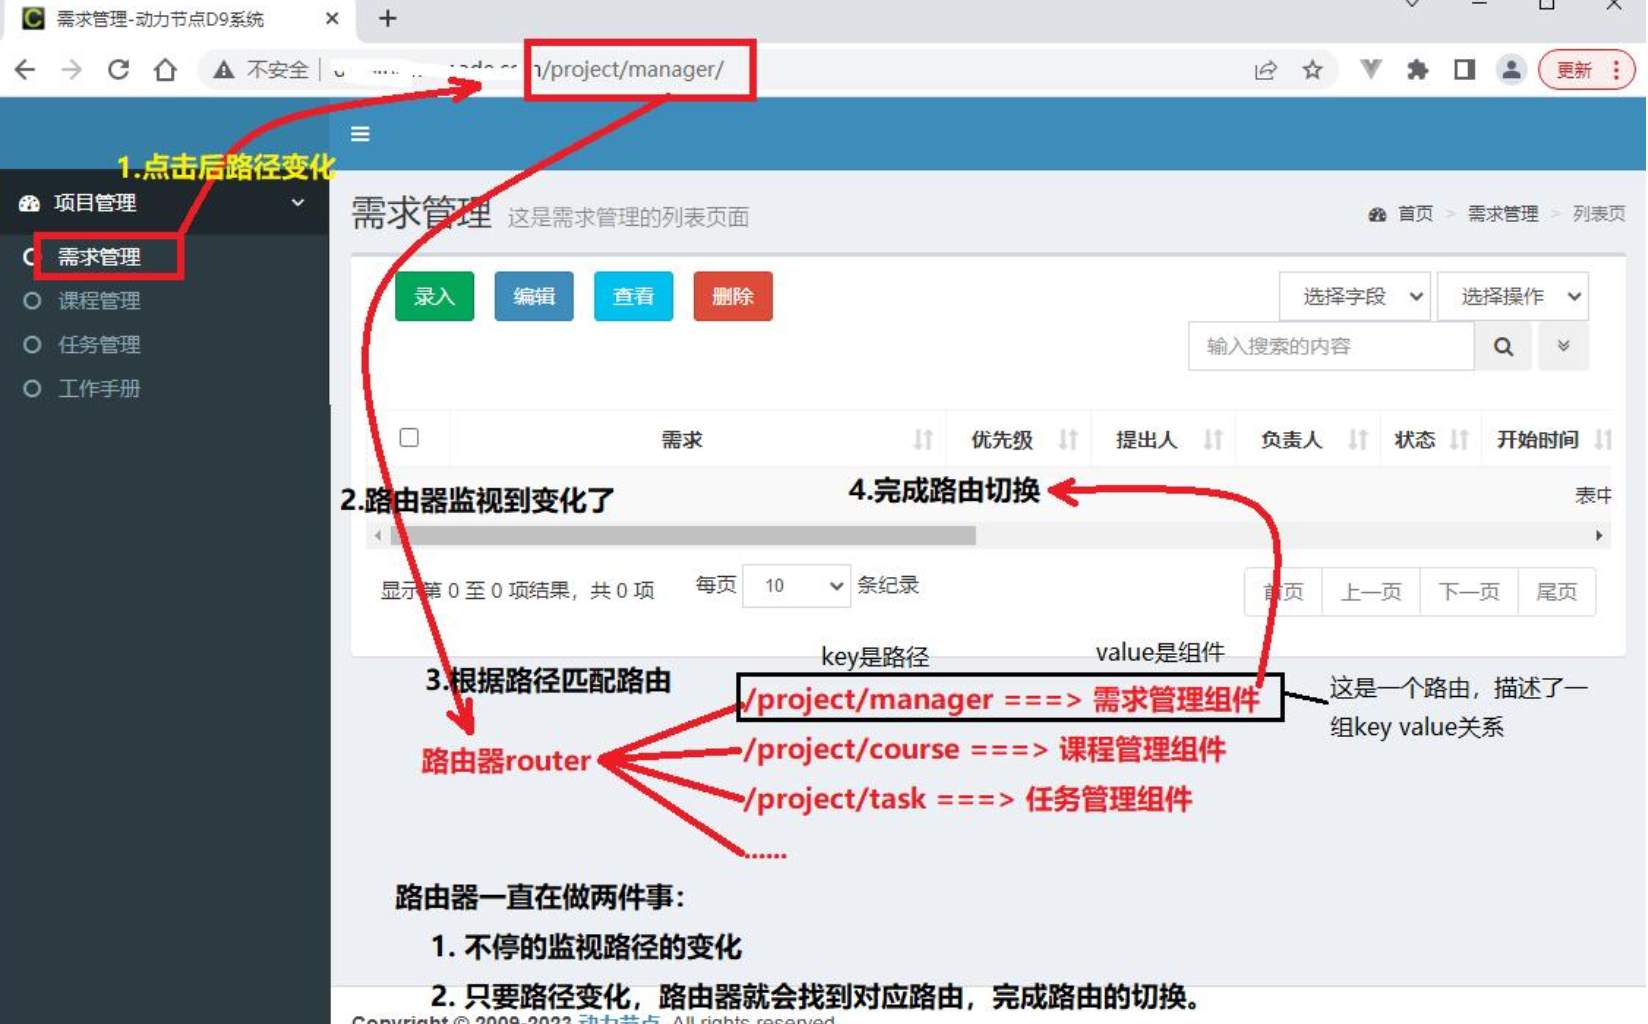 需求管理-动力节点D9系统
不安全
/project/manager/
更新
1.点击后路径变化
项目管理
需求管理 这是需求管理的列表页面
首页 > 需求管理 > 列表页
需求管理
课程管理
任务管理
工作手册
录入 编辑 查看 删除
选择字段 选择操作
输入搜索的内容
需求 优先级 提出人 负责人 状态 开始时间
2.路由器监视到变化了
4.完成路由切换
表中
显示第 0 至 0 项结果，共 0 项 每页 10 条纪录
首页 上一页 下一页 尾页
key是路径 value是组件
3.根据路径匹配路由
/project/manager ===> 需求管理组件
这是一个路由，描述了一
组key value关系
路由器router
/project/course ===> 课程管理组件
/project/task ===> 任务管理组件
......
路由器一直在做两件事：
1. 不停的监视路径的变化
2. 只要路径变化，路由器就会找到对应路由，完成路由的切换。
Copyright © 2009-2023 动力节点. All rights reserved